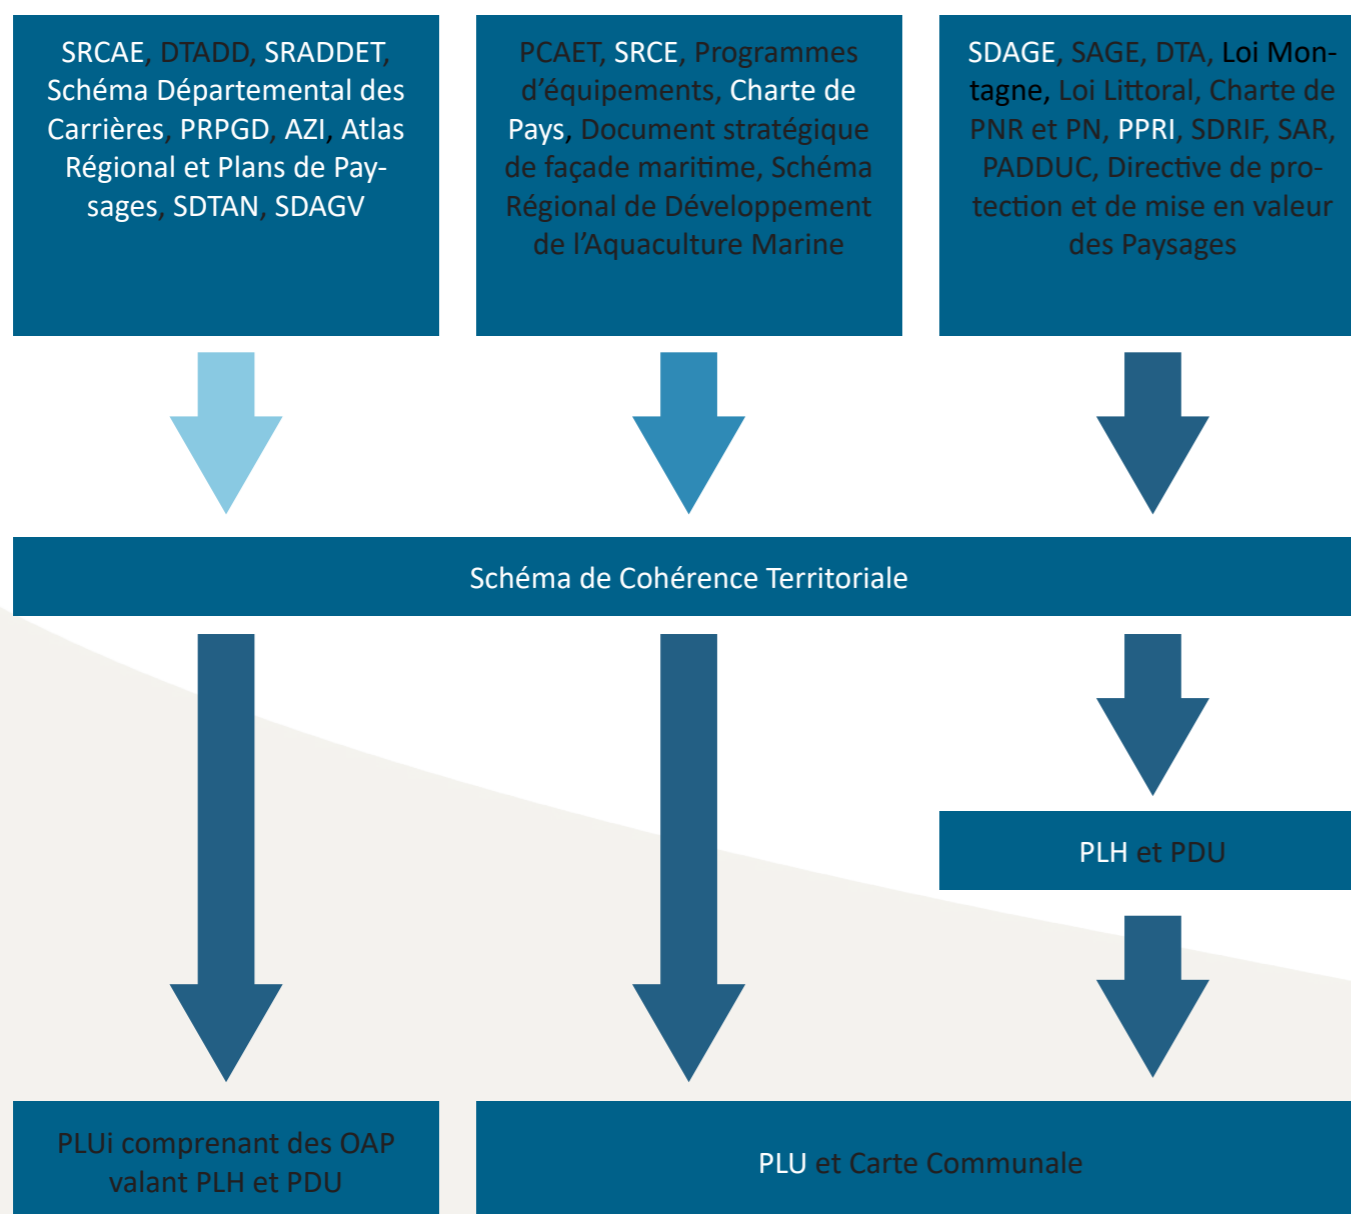 SRCAE, DTADD, SRADDET,
Schéma Départemental des
Carrières, PRPGD, AZI, Atlas
Régional et Plans de Pay-
sages, SDTAN, SDAGV
PCAET, SRCE, Programmes
d’équipements, Charte de
Pays, Document stratégique
de façade maritime, Schéma
Régional de Développement
de l’Aquaculture Marine
SDAGE, SAGE, DTA, Loi Mon-
tagne, Loi Littoral, Charte de
PNR et PN, PPRI, SDRIF, SAR,
PADDUC, Directive de pro-
tection et de mise en valeur
des Paysages
Schéma de Cohérence Territoriale
PLH et PDU
PLUi comprenant des OAP
valant PLH et PDU
PLU et Carte Communale